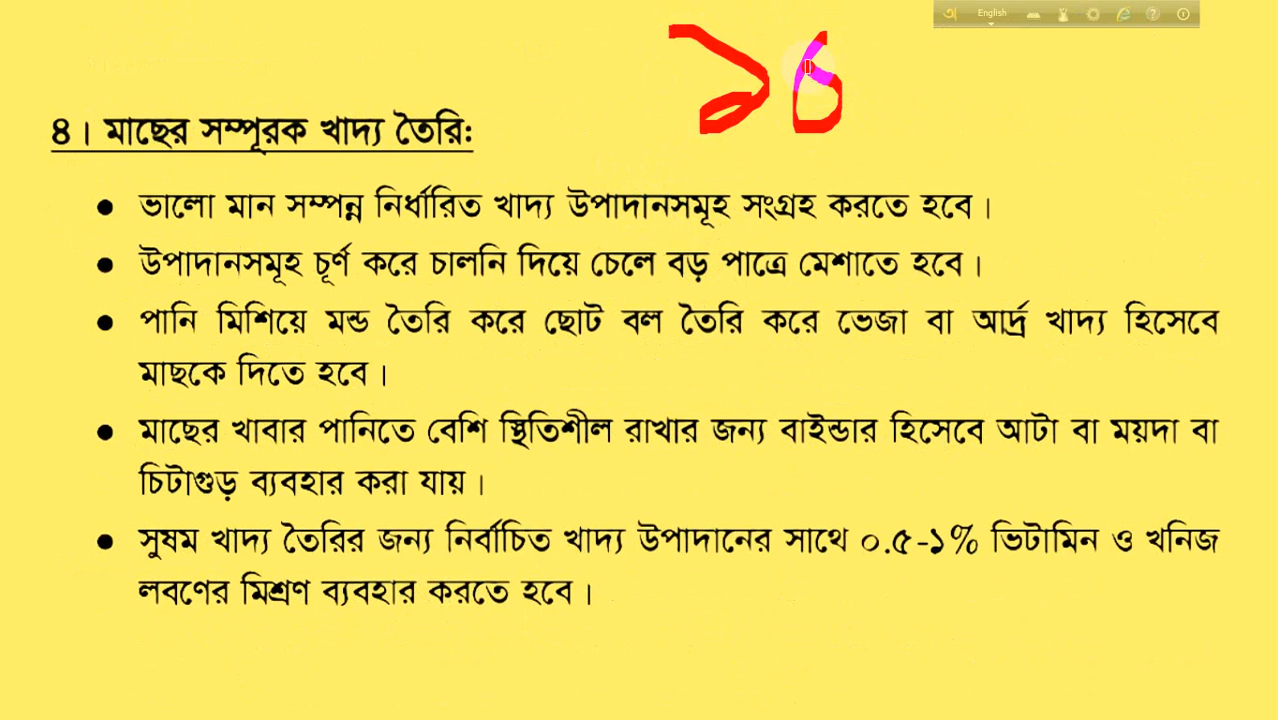 English
৪। মাছের সম্পূরক খাদ্য তৈরি:
● ভালো মান সম্পন্ন নির্ধারিত খাদ্য উপাদানসমূহ সংগ্রহ করতে হবে।
● উপাদানসমূহ চূর্ণ করে চালনি দিয়ে চেলে বড় পাত্রে মেশাতে হবে।
● পানি মিশিয়ে মন্ড তৈরি করে ছোট বল তৈরি করে ভেজা বা আর্দ্র খাদ্য হিসেবে
মাছকে দিতে হবে।
● মাছের খাবার পানিতে বেশি স্থিতিশীল রাখার জন্য বাইন্ডার হিসেবে আটা বা ময়দা বা
চিটাগুড় ব্যবহার করা যায়।
● সুষম খাদ্য তৈরির জন্য নির্বাচিত খাদ্য উপাদানের সাথে ০.৫-১% ভিটামিন ও খনিজ
লবণের মিশ্রণ ব্যবহার করতে হবে।